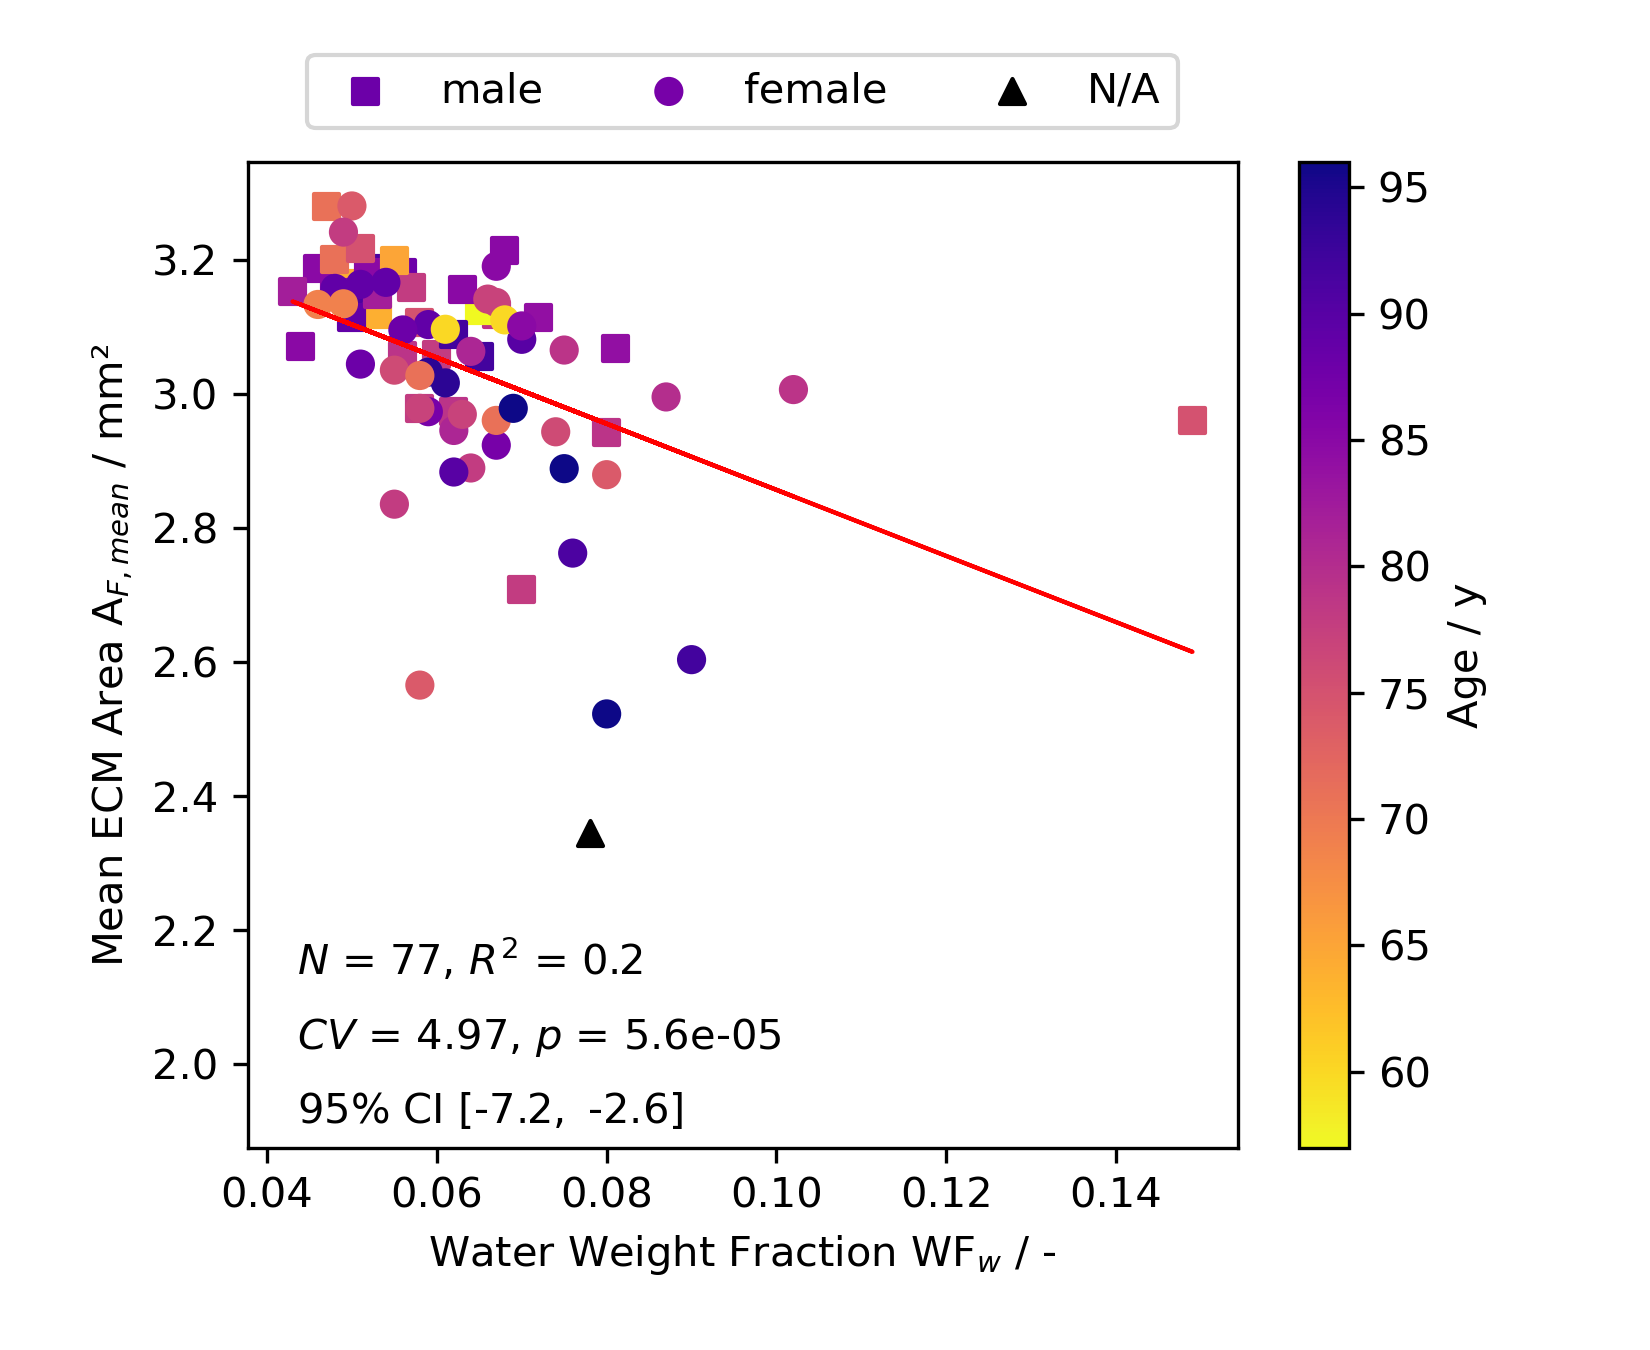 male female N/A
3.2
3.0
2.8
2.6
2.4
2.2
2.0
Mean ECM Area A_{F, mean} / mm²
N = 77, R² = 0.2
CV = 4.97, p = 5.6e-05
95% CI [-7.2, -2.6]
0.04 0.06 0.08 0.10 0.12 0.14
Water Weight Fraction WF_w / -
95
90
85
80
75
70
65
60
Age / y